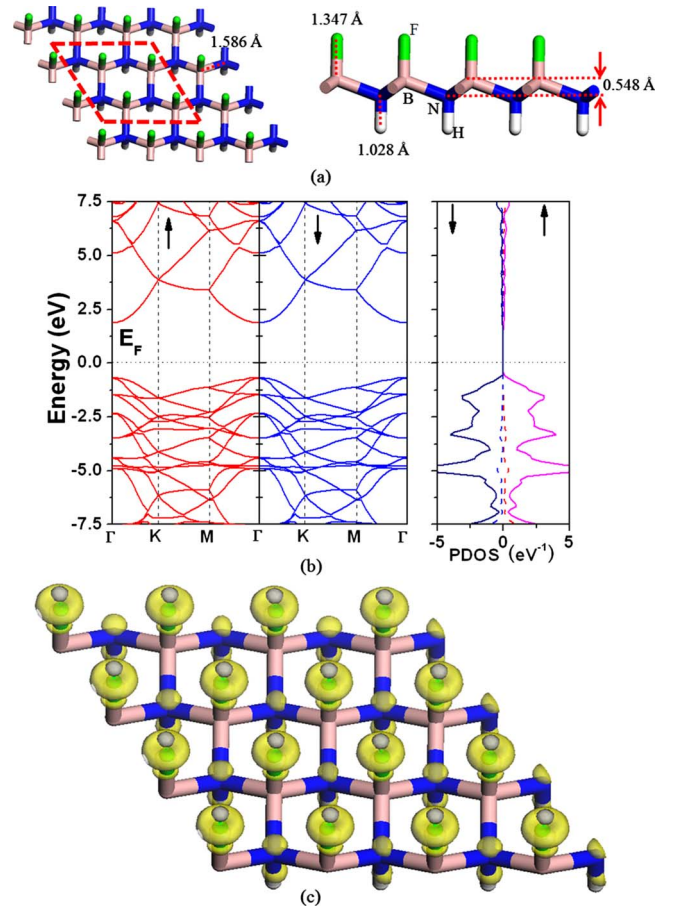 1.347 Å
F
1.586 Å
0.548 Å
B
N
H
1.028 Å
(a)
7.5
5.0
2.5
0.0
-2.5
-5.0
-7.5
Energy (eV)
E_F
Γ K M Γ K M Γ
-5 0 5
PDOS (eV⁻¹)
(b)
(c)